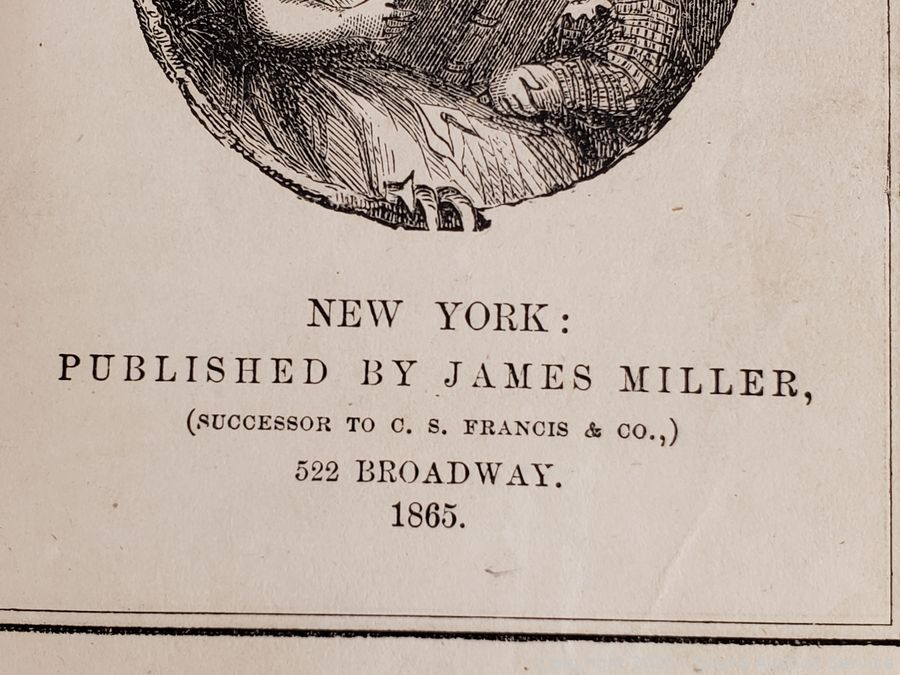 NEW YORK:
PUBLISHED BY JAMES MILLER,
(SUCCESSOR TO C. S. FRANCIS & CO.,)
522 BROADWAY.
1865.